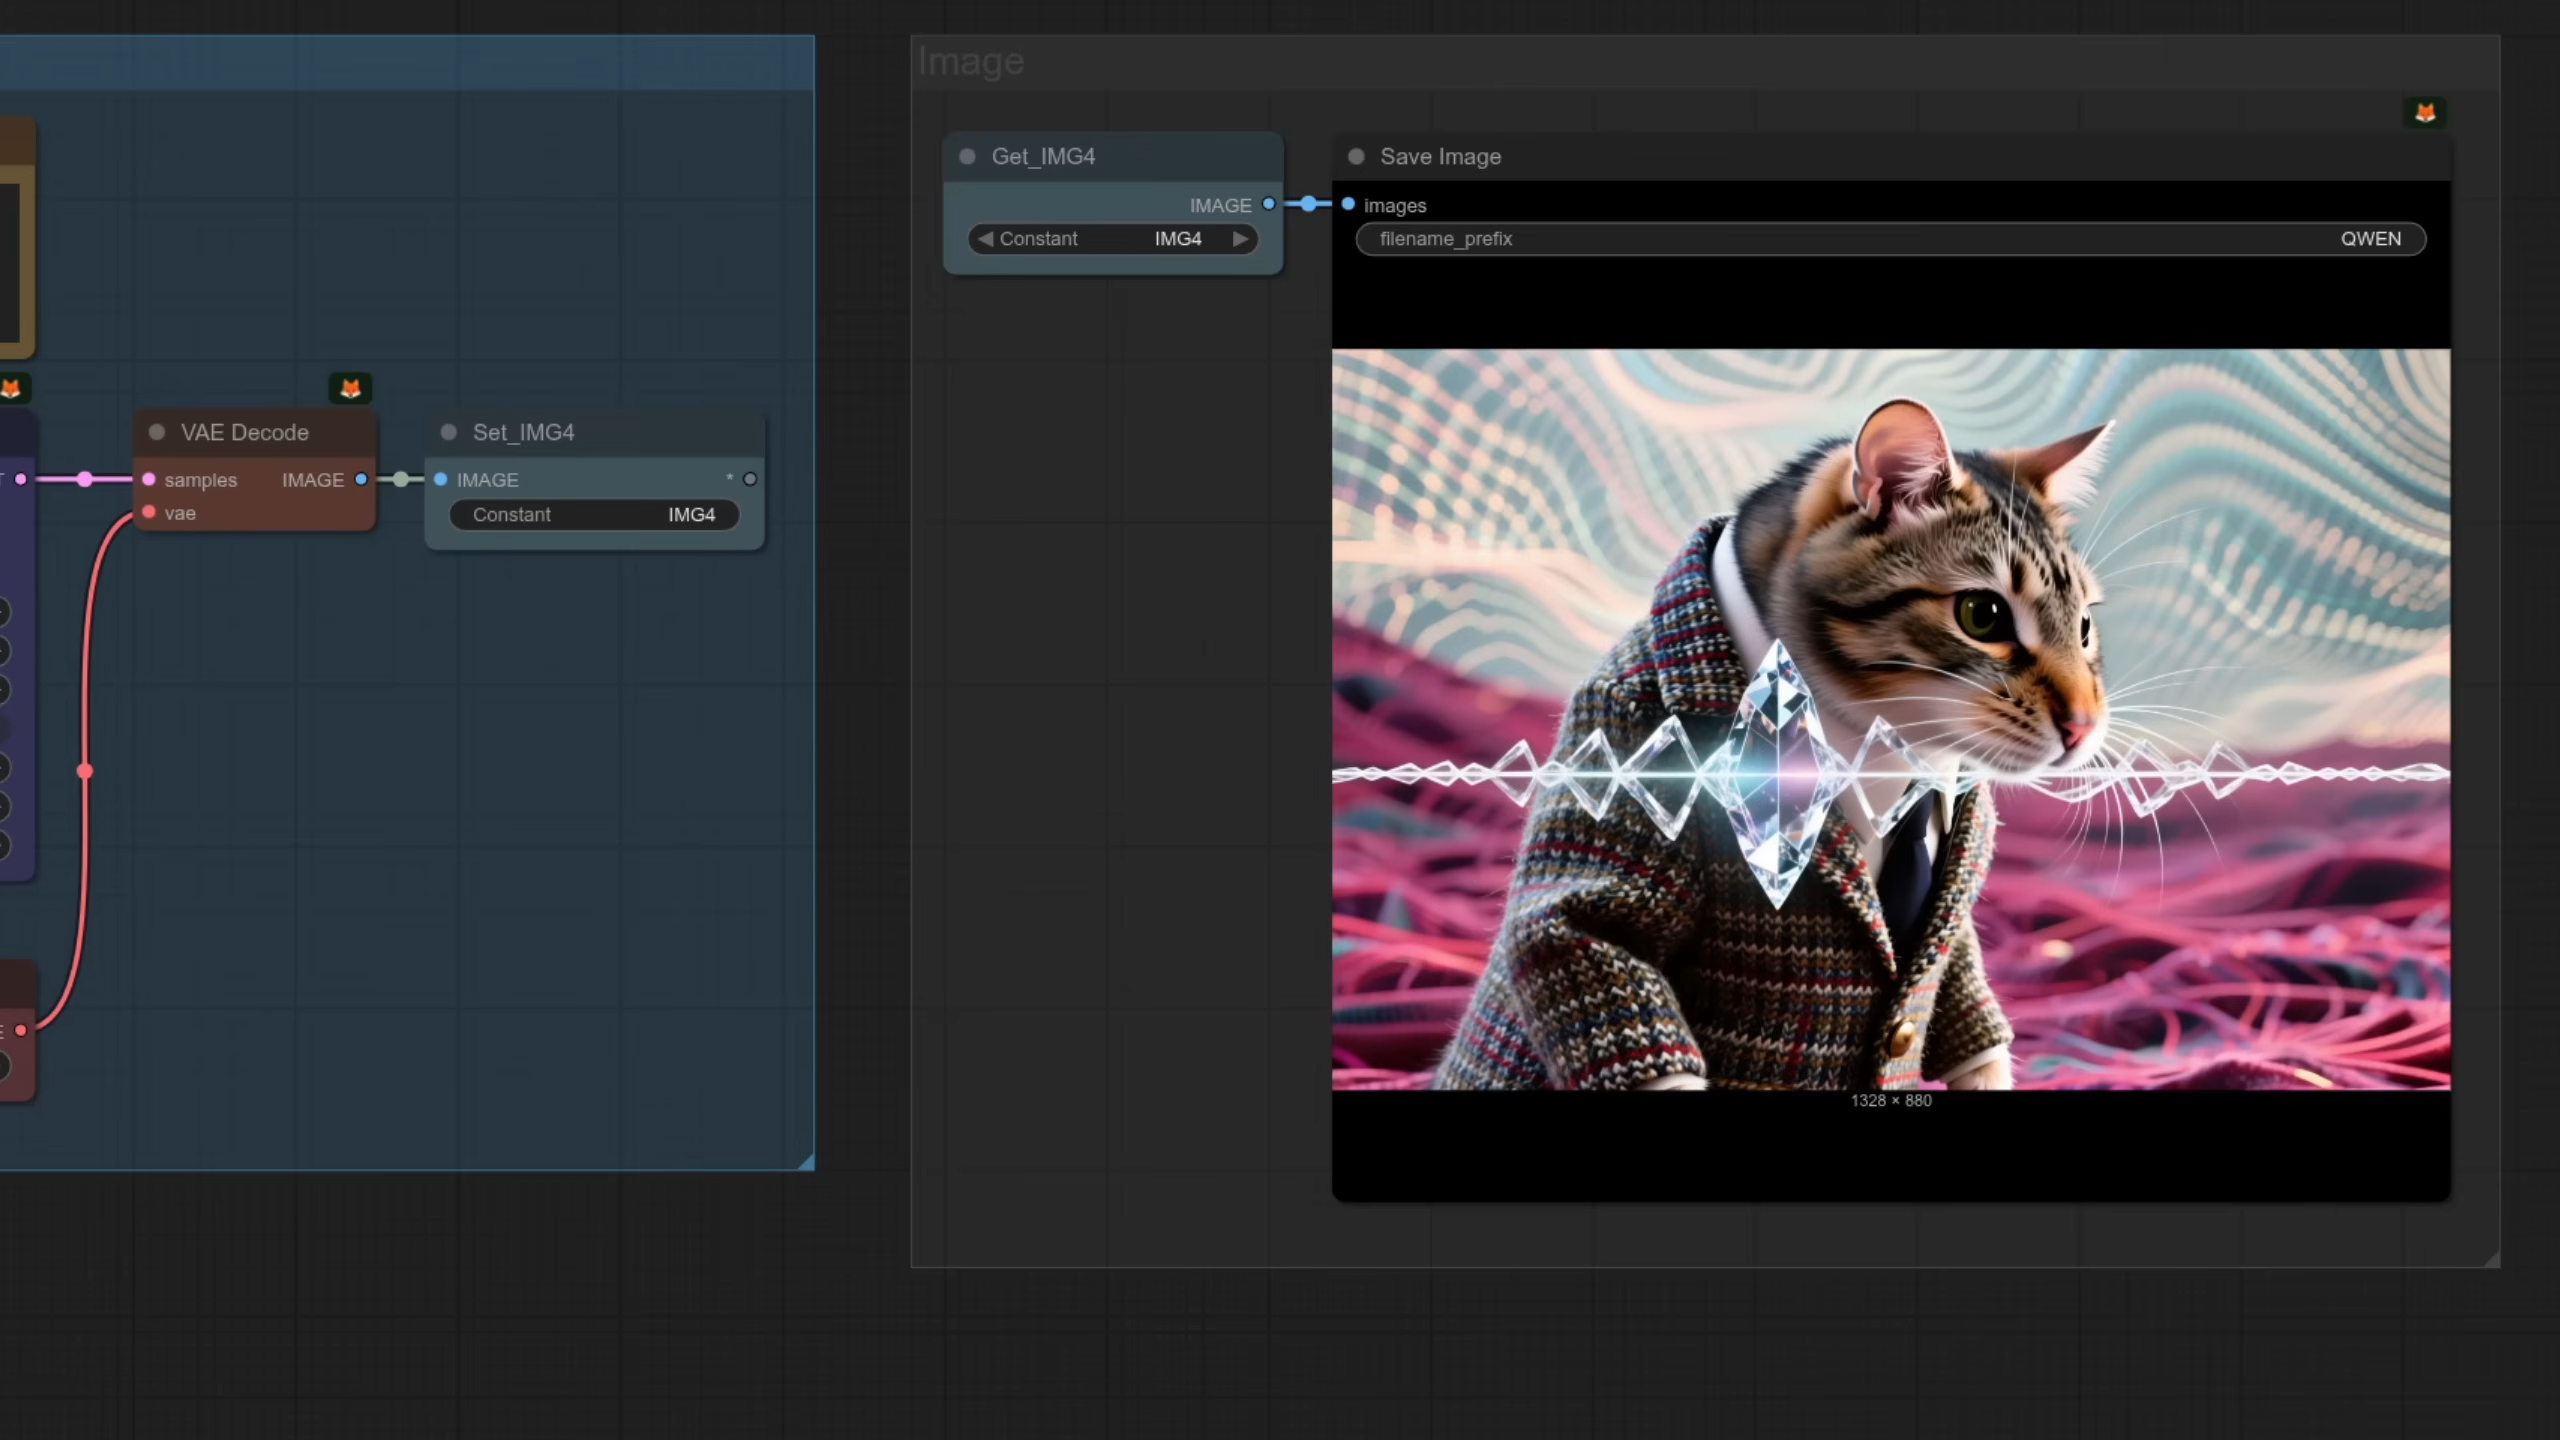 Image
Get_IMG4
IMAGE
Constant IMG4
Save Image
images
filename_prefix QWEN
1328 × 880
VAE Decode
samples IMAGE
vae
Set_IMG4
IMAGE *
Constant IMG4